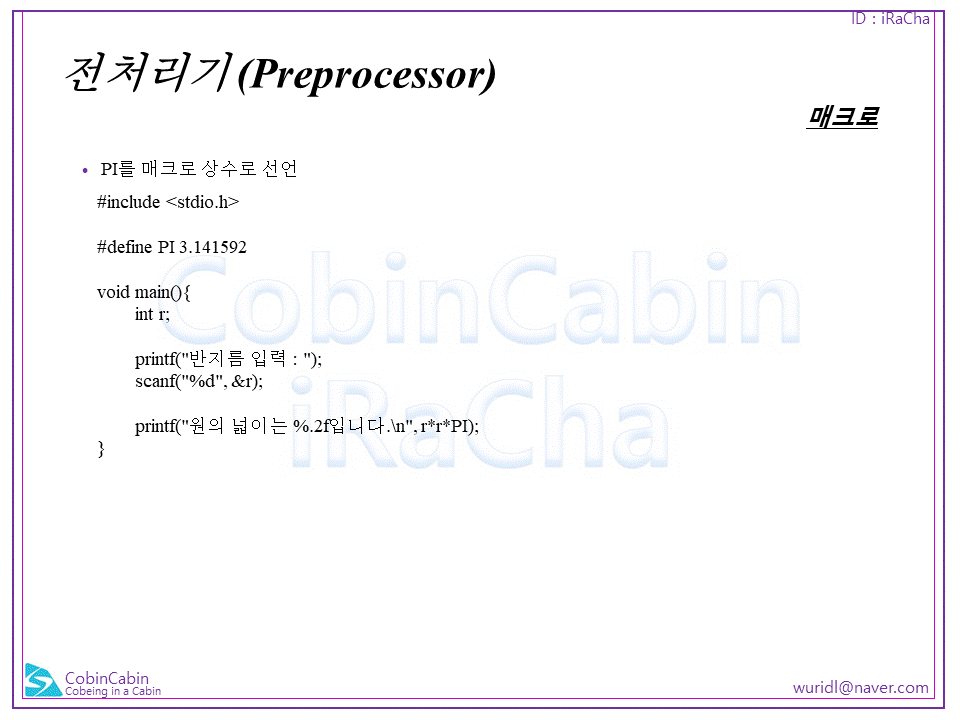 ID : iRaCha
전처리기(Preprocessor)
매크로
• PI를 매크로 상수로 선언
#include <stdio.h>
#define PI 3.141592
void main(){
int r;
printf("반지름 입력 : ");
scanf("%d", &r);
printf("원의 넓이는 %.2f입니다.\n", r*r*PI);
}
CobinCabin
iRaCha
CobinCabin
Cobeing in a Cabin
wuridl@naver.com